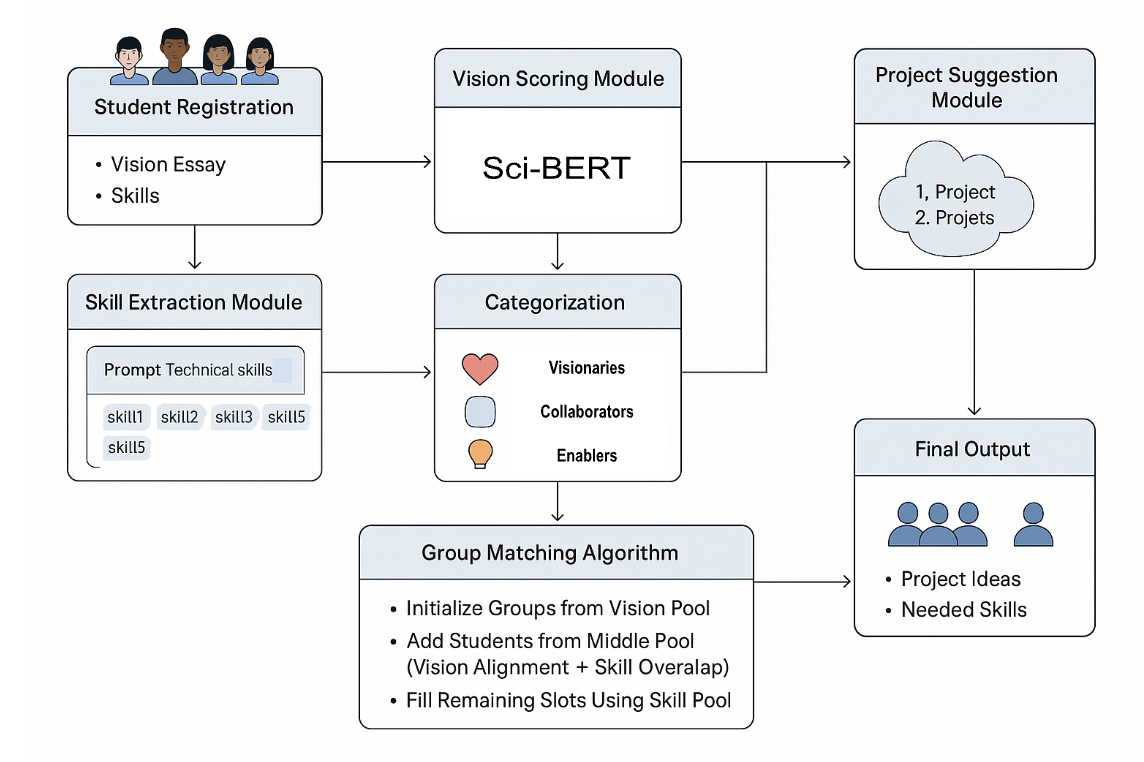 Student Registration
• Vision Essay
• Skills
Vision Scoring Module
Sci-BERT
Project Suggestion
Module
1, Project
2. Projets
Skill Extraction Module
Prompt Technical skills
skill1 skill2 skill3 skill5
skill5
Categorization
Visionaries
Collaborators
Enablers
Group Matching Algorithm
• Initialize Groups from Vision Pool
• Add Students from Middle Pool
(Vision Alignment + Skill Overalap)
• Fill Remaining Slots Using Skill Pool
Final Output
• Project Ideas
• Needed Skills